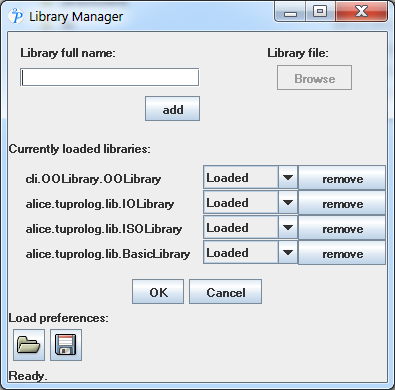 Library Manager
Library full name: Library file:
Browse
add
Currently loaded libraries:
cli.OOLibrary.OOLibrary Loaded remove
alice.tuprolog.lib.IOLibrary Loaded remove
alice.tuprolog.lib.ISOLibrary Loaded remove
alice.tuprolog.lib.BasicLibrary Loaded remove
OK Cancel
Load preferences:
Ready.